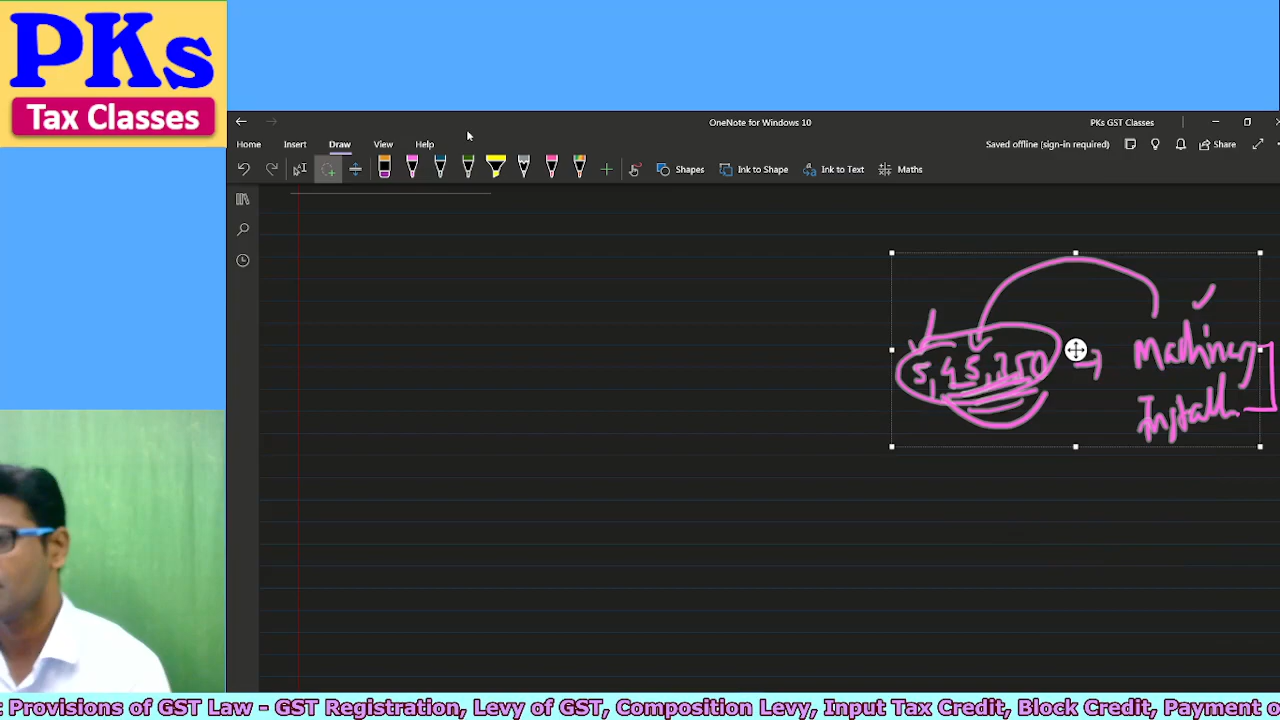 PKs
Tax Classes
OneNote for Windows 10
PKs GST Classes
Home Insert Draw View Help
Saved offline (sign-in required)
Share
Shapes
Ink to Shape
Ink to Text
Maths
5,45,250 → Machinery
Install
: Provisions of GST Law - GST Registration, Levy of GST, Composition Levy, Input Tax Credit, Block Credit, Payment o